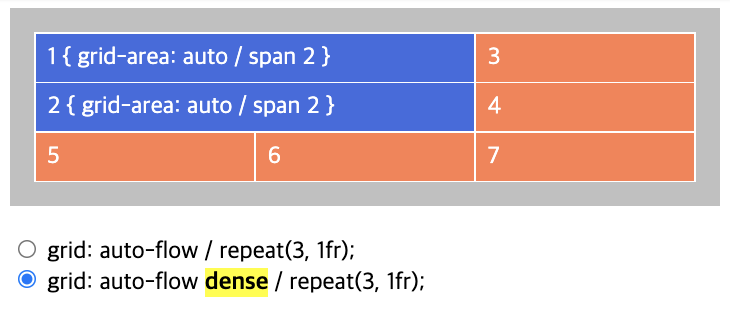 1 { grid-area: auto / span 2 }
3
2 { grid-area: auto / span 2 }
4
5
6
7
grid: auto-flow / repeat(3, 1fr);
grid: auto-flow dense / repeat(3, 1fr);